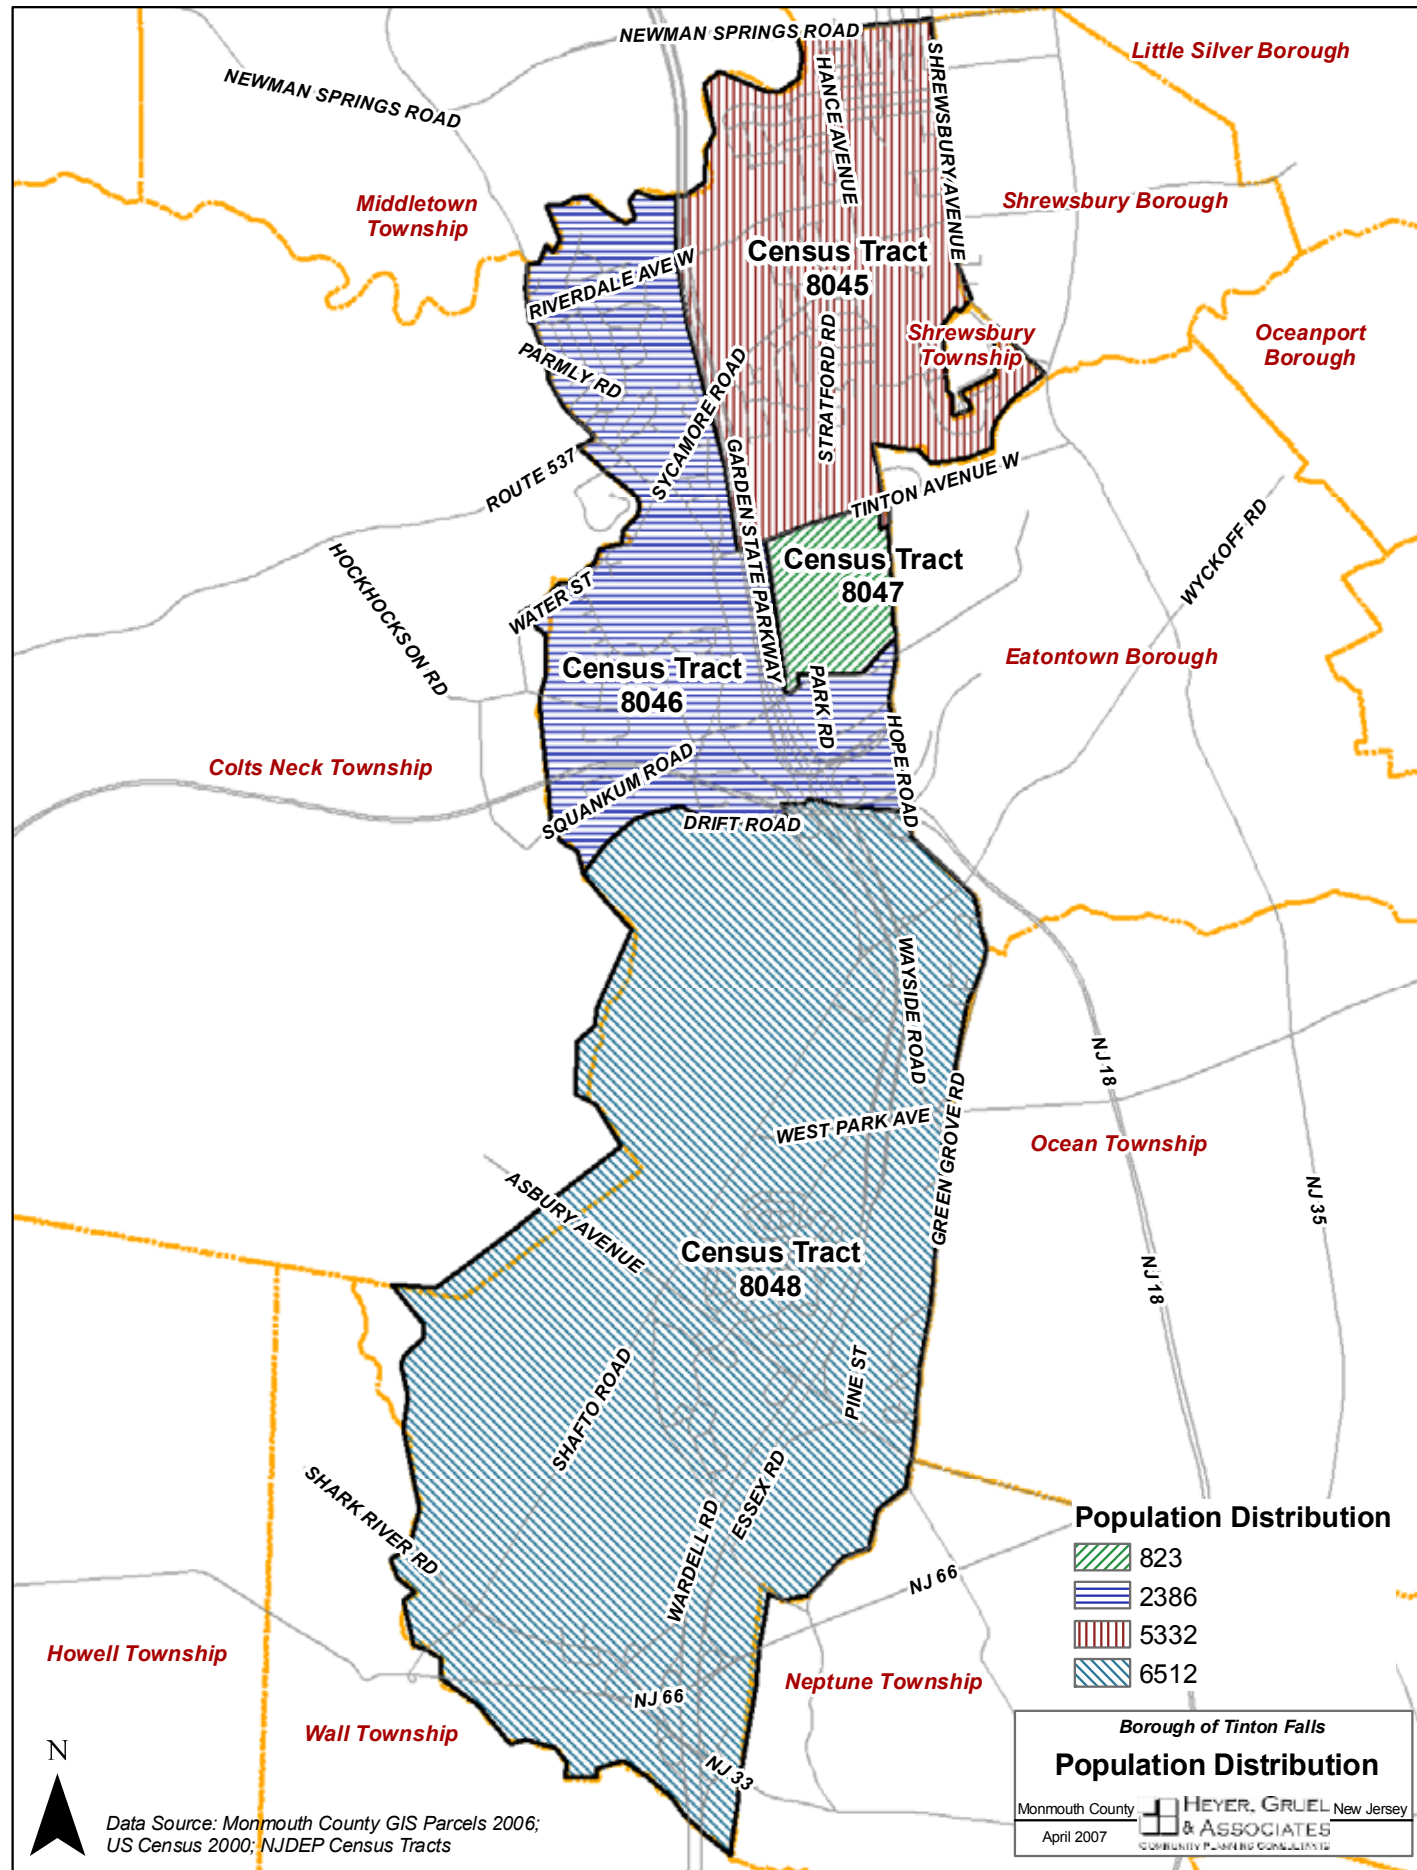 NEWMAN SPRINGS ROAD
Little Silver Borough
NEWMAN SPRINGS ROAD
HANCE AVENUE
SHREWSBURY AVENUE
Middletown
Township
Shrewsbury Borough
Census Tract
8045
RIVERDALE AVE W
Shrewsbury
Township
Oceanport
Borough
PARMLY RD
STRATFORD RD
SYCAMORE ROAD
ROUTE 537
GARDEN STATE PARKWAY
TINTON AVENUE W
WYCKOFF RD
HOCKHOCKSON RD
Census Tract
8047
WATER ST
Eatontown Borough
Census Tract
8046
PARK RD
HOPE ROAD
Colts Neck Township
SQUANKUM ROAD
DRIFT ROAD
WAYSIDE ROAD
NJ 18
GREEN GROVE RD
WEST PARK AVE
Ocean Township
ASBURY AVENUE
NJ 35
Census Tract
8048
NJ 18
SHAFTO ROAD
PINE ST
SHARK RIVER RD
ESSEX RD
WARDELL RD
NJ 66
Population Distribution
823
2386
5332
6512
Howell Township
Neptune Township
NJ 66
Wall Township
NJ 33
N
Data Source: Monmouth County GIS Parcels 2006;
US Census 2000; NJDEP Census Tracts
Borough of Tinton Falls
Population Distribution
Monmouth County
April 2007
HEYER, GRUEL
& ASSOCIATES
COMMUNITY PLANNING CONSULTANTS
New Jersey